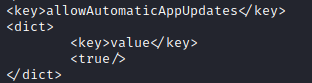 <key>allowAutomaticAppUpdates</key>
<dict>
        <key>value</key>
        <true/>
</dict>